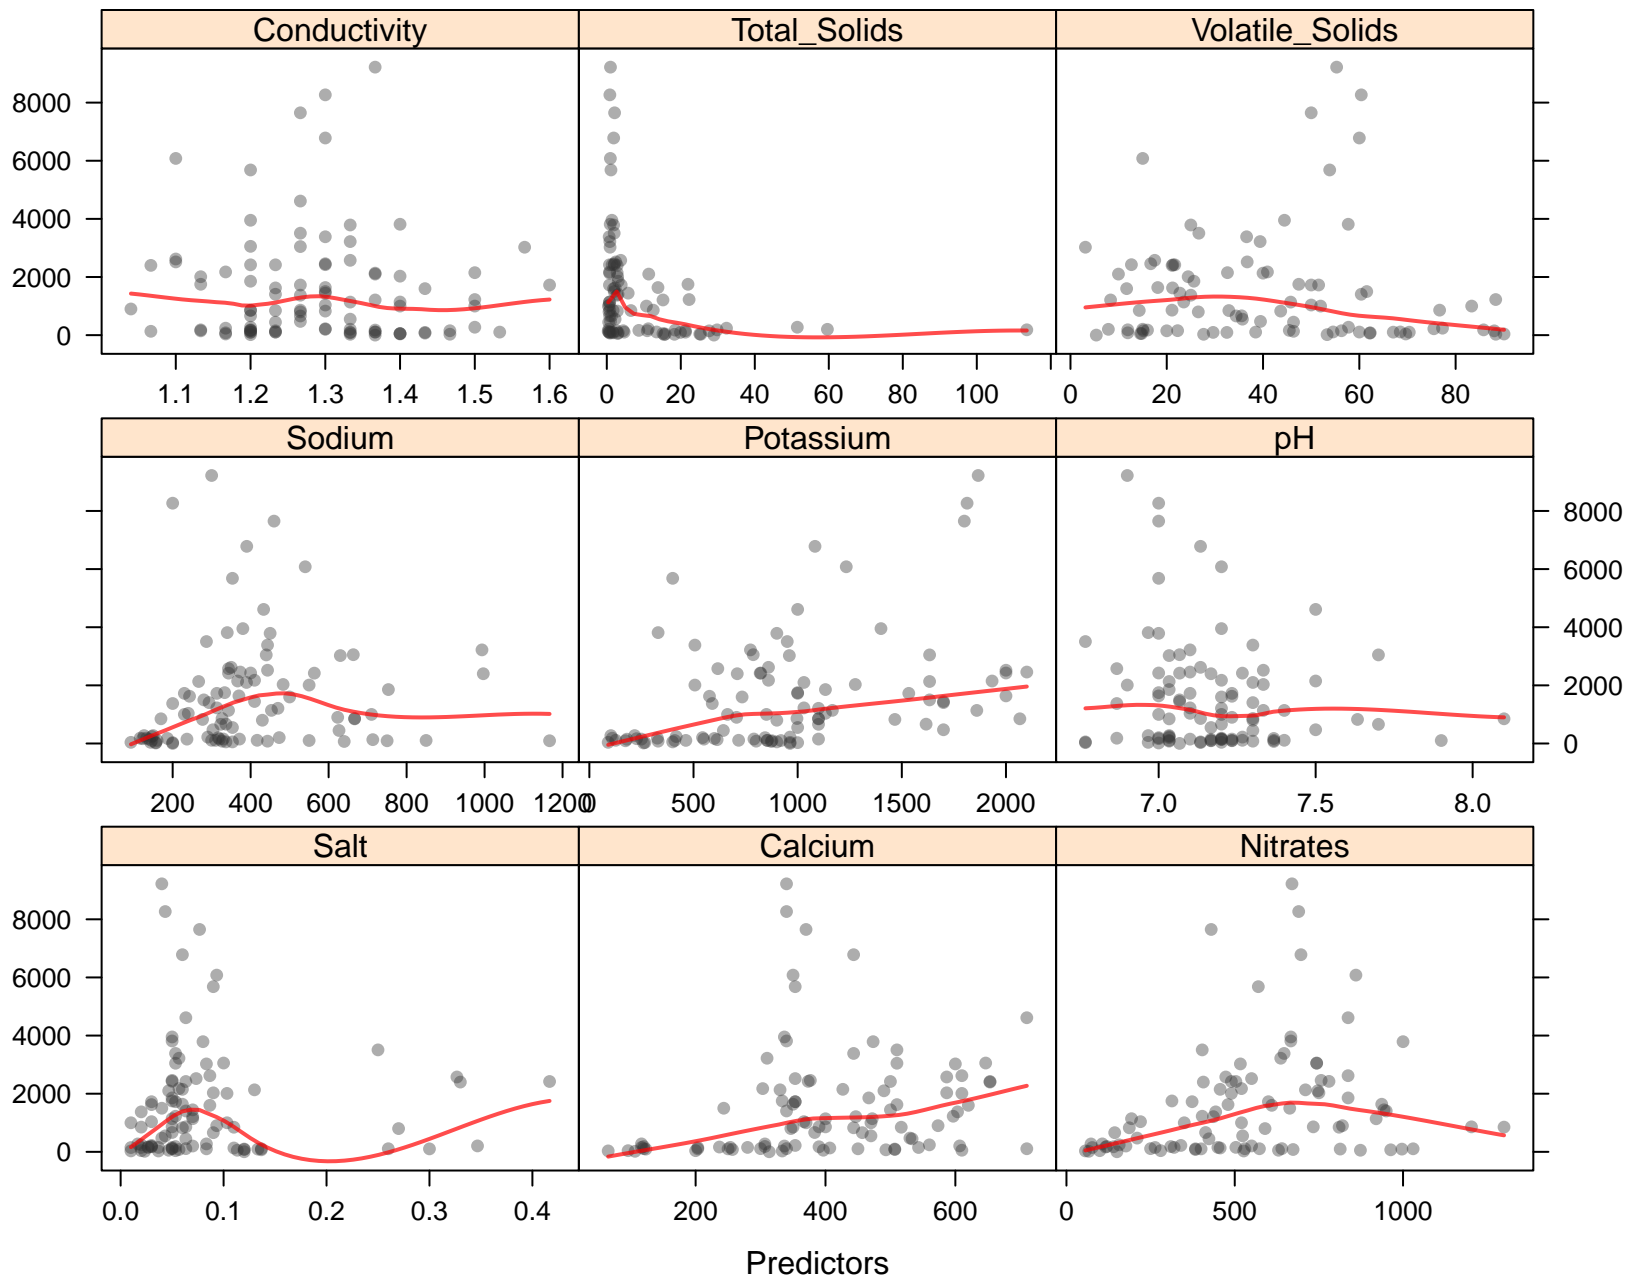 Conductivity Total_Solids Volatile_Solids
8000
6000
4000
2000
0
1.1 1.2 1.3 1.4 1.5 1.6 0 20 40 60 80 100 0 20 40 60 80
Sodium Potassium pH
8000
6000
4000
2000
0
200 400 600 800 1000 1200 0 500 1000 1500 2000 7.0 7.5 8.0
Salt Calcium Nitrates
8000
6000
4000
2000
0
0.0 0.1 0.2 0.3 0.4 200 400 600 0 500 1000
Predictors